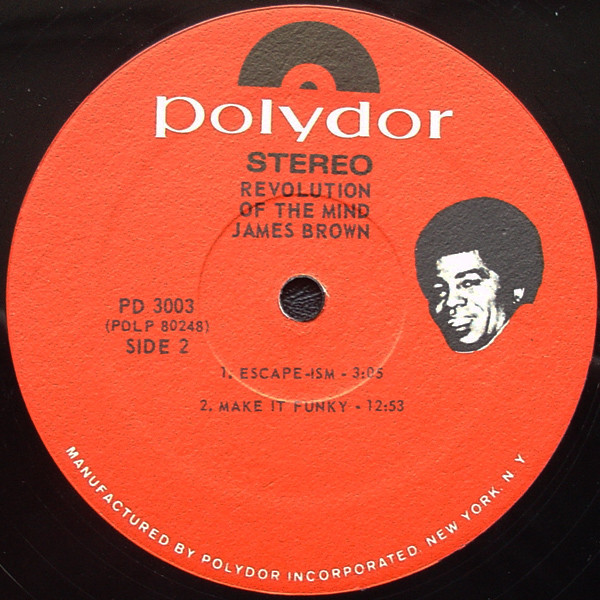 polydor
STEREO
REVOLUTION
OF THE MIND
JAMES BROWN
PD 3003
(PDLP 80248)
SIDE 2
1. ESCAPE-ISM - 3:05
2. MAKE IT FUNKY - 12:53
MANUFACTURED BY POLYDOR INCORPORATED, NEW YORK, N Y